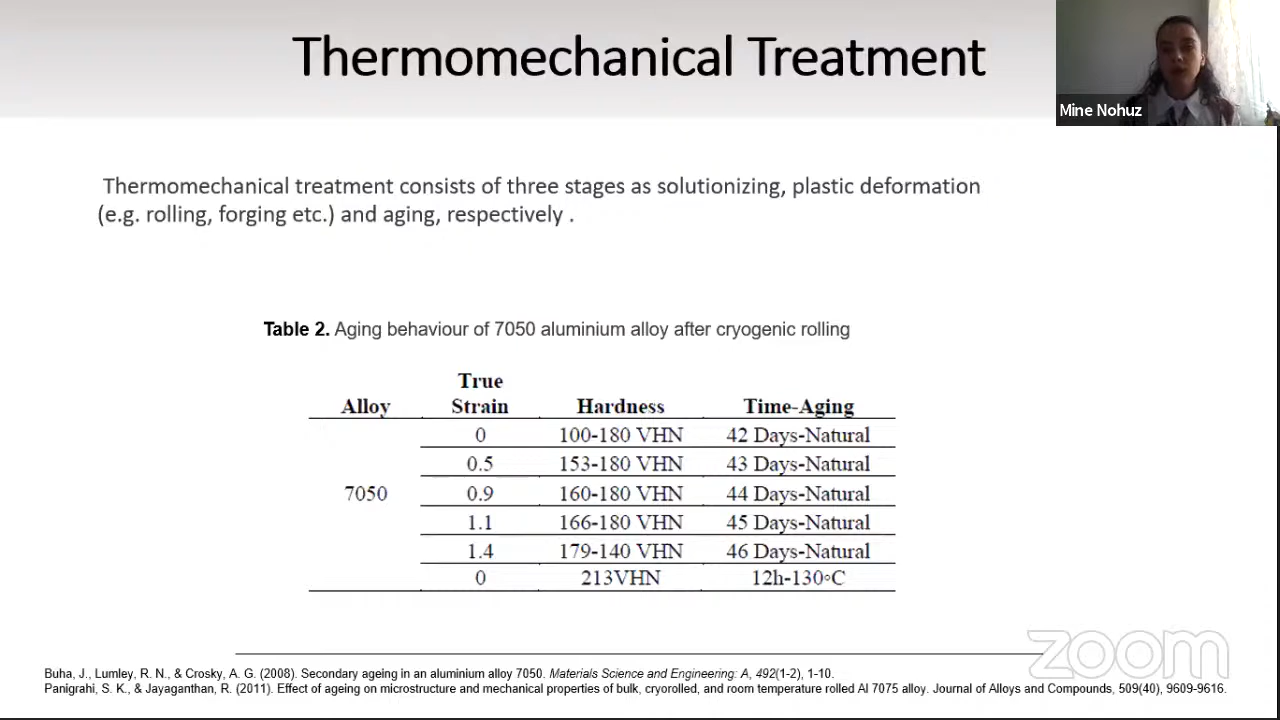 Thermomechanical Treatment
Mine Nohuz
Thermomechanical treatment consists of three stages as solutionizing, plastic deformation
(e.g. rolling, forging etc.) and aging, respectively .
Table 2. Aging behaviour of 7050 aluminium alloy after cryogenic rolling
True
Alloy Strain Hardness Time-Aging
0 100-180 VHN 42 Days-Natural
0.5 153-180 VHN 43 Days-Natural
7050 0.9 160-180 VHN 44 Days-Natural
1.1 166-180 VHN 45 Days-Natural
1.4 179-140 VHN 46 Days-Natural
0 213VHN 12h-130◦C
zoom
Buha, J., Lumley, R. N., & Crosky, A. G. (2008). Secondary ageing in an aluminium alloy 7050. Materials Science and Engineering: A, 492(1-2), 1-10.
Panigrahi, S. K., & Jayaganthan, R. (2011). Effect of ageing on microstructure and mechanical properties of bulk, cryorolled, and room temperature rolled Al 7075 alloy. Journal of Alloys and Compounds, 509(40), 9609-9616.